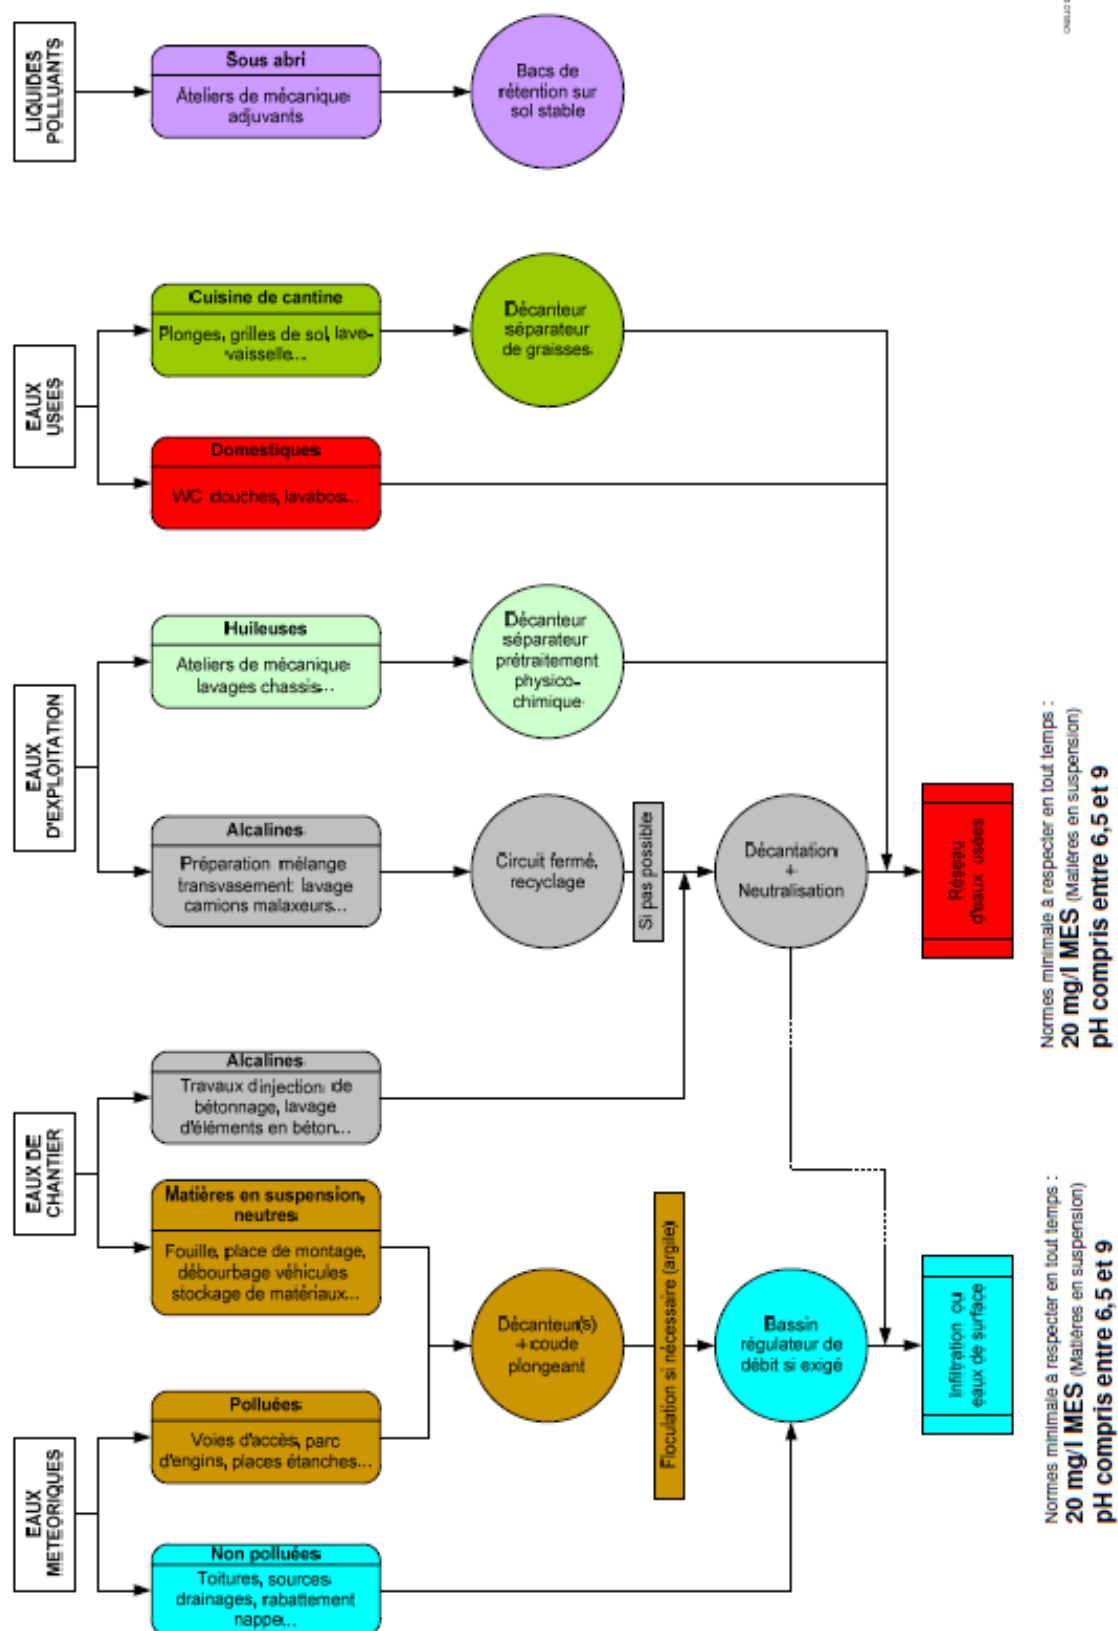 LIQUIDES
POLLUANTS
Sous abri
Ateliers de mécanique
adjuvants
Bacs de
rétention sur
sol stable
EAUX
USEES
Cuisine de cantine
Plonges, grilles de sol, lave-
vaisselle...
Décanteur
séparateur
de graisses
Domestiques
WC douches, lavabos...
EAUX
D'EXPLOITATION
Huileuses
Ateliers de mécanique
lavages chassis...
Décanteur
séparateur
prétraitement
physico-
chimique
Alcalines
Préparation mélange
transvasement lavage
camions malaxeurs...
Circuit fermé,
recyclage
Si pas possible
Décantation
+
Neutralisation
Réseau
d'eaux usées
Normes minimale à respecter en tout temps :
20 mg/l MES (Matières en suspension)
pH compris entre 6,5 et 9
EAUX DE
CHANTIER
Alcalines
Travaux d'injection de
bétonnage, lavage
d'éléments en béton...
Matières en suspension,
neutres
Fouille, place de montage,
débourbage véhicules
stockage de matériaux...
Décanteur(s)
+ coude
plongeant
Floculation si nécessaire (argile)
Bassin
régulateur de
débit si exigé
Infiltration ou
eaux de surface
Normes minimale à respecter en tout temps :
20 mg/l MES (Matières en suspension)
pH compris entre 6,5 et 9
EAUX
METEORIQUES
Polluées
Voies d'accès, parc
d'engins, places étanches...
Non polluées
Toitures, sources
drainages, rabattement
nappe...